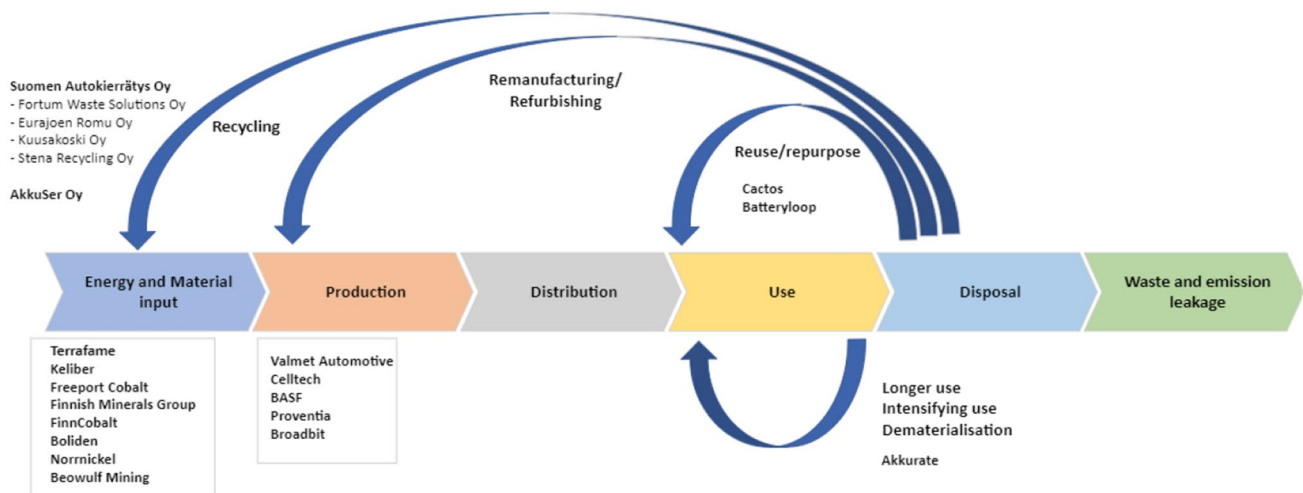 Suomen Autokierrätys Oy
- Fortum Waste Solutions Oy
- Eurajoen Romu Oy
- Kuusakoski Oy
- Stena Recycling Oy
AkkuSer Oy
Recycling
Remanufacturing/
Refurbishing
Reuse/repurpose
Cactos
Batteryloop
Energy and Material
input
Production
Distribution
Use
Disposal
Waste and emission
leakage
Terrafame
Keliber
Freeport Cobalt
Finnish Minerals Group
FinnCobalt
Boliden
Norrnickel
Beowulf Mining
Valmet Automotive
Celltech
BASF
Proventia
Broadbit
Longer use
Intensifying use
Dematerialisation
Akkurate